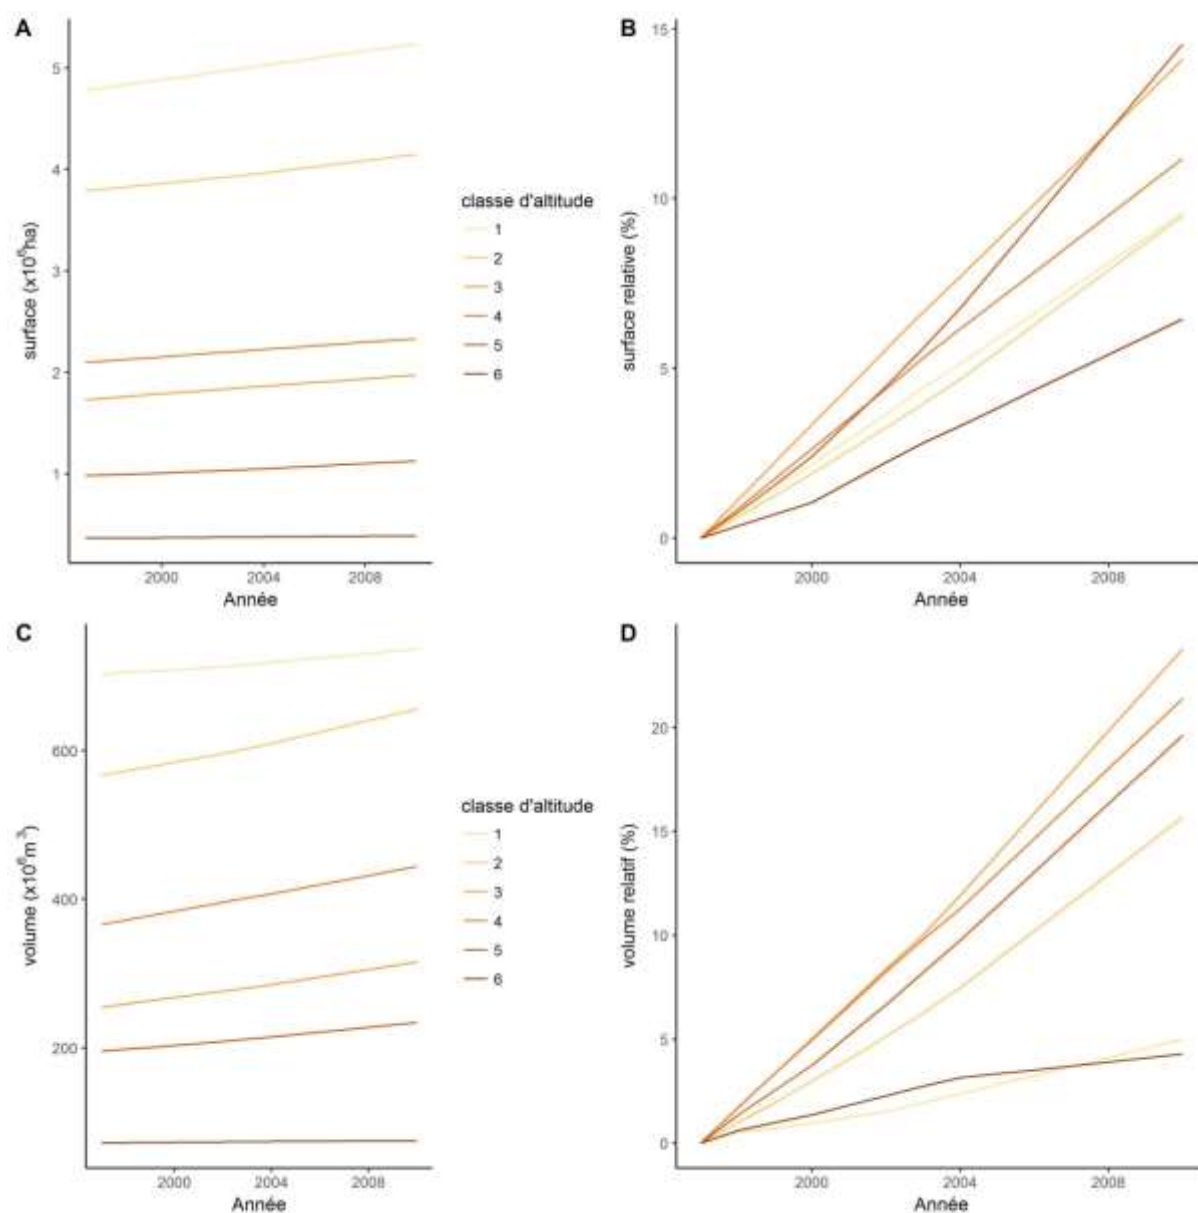 A
surface (x10⁶ha)
5
4
3
2
1
2000 2004 2008
Année
classe d'altitude
1
2
3
4
5
6
B
surface relative (%)
15
10
5
0
2000 2004 2008
Année
C
volume (x10⁶m³)
600
400
200
2000 2004 2008
Année
classe d'altitude
1
2
3
4
5
6
D
volume relatif (%)
20
15
10
5
0
2000 2004 2008
Année